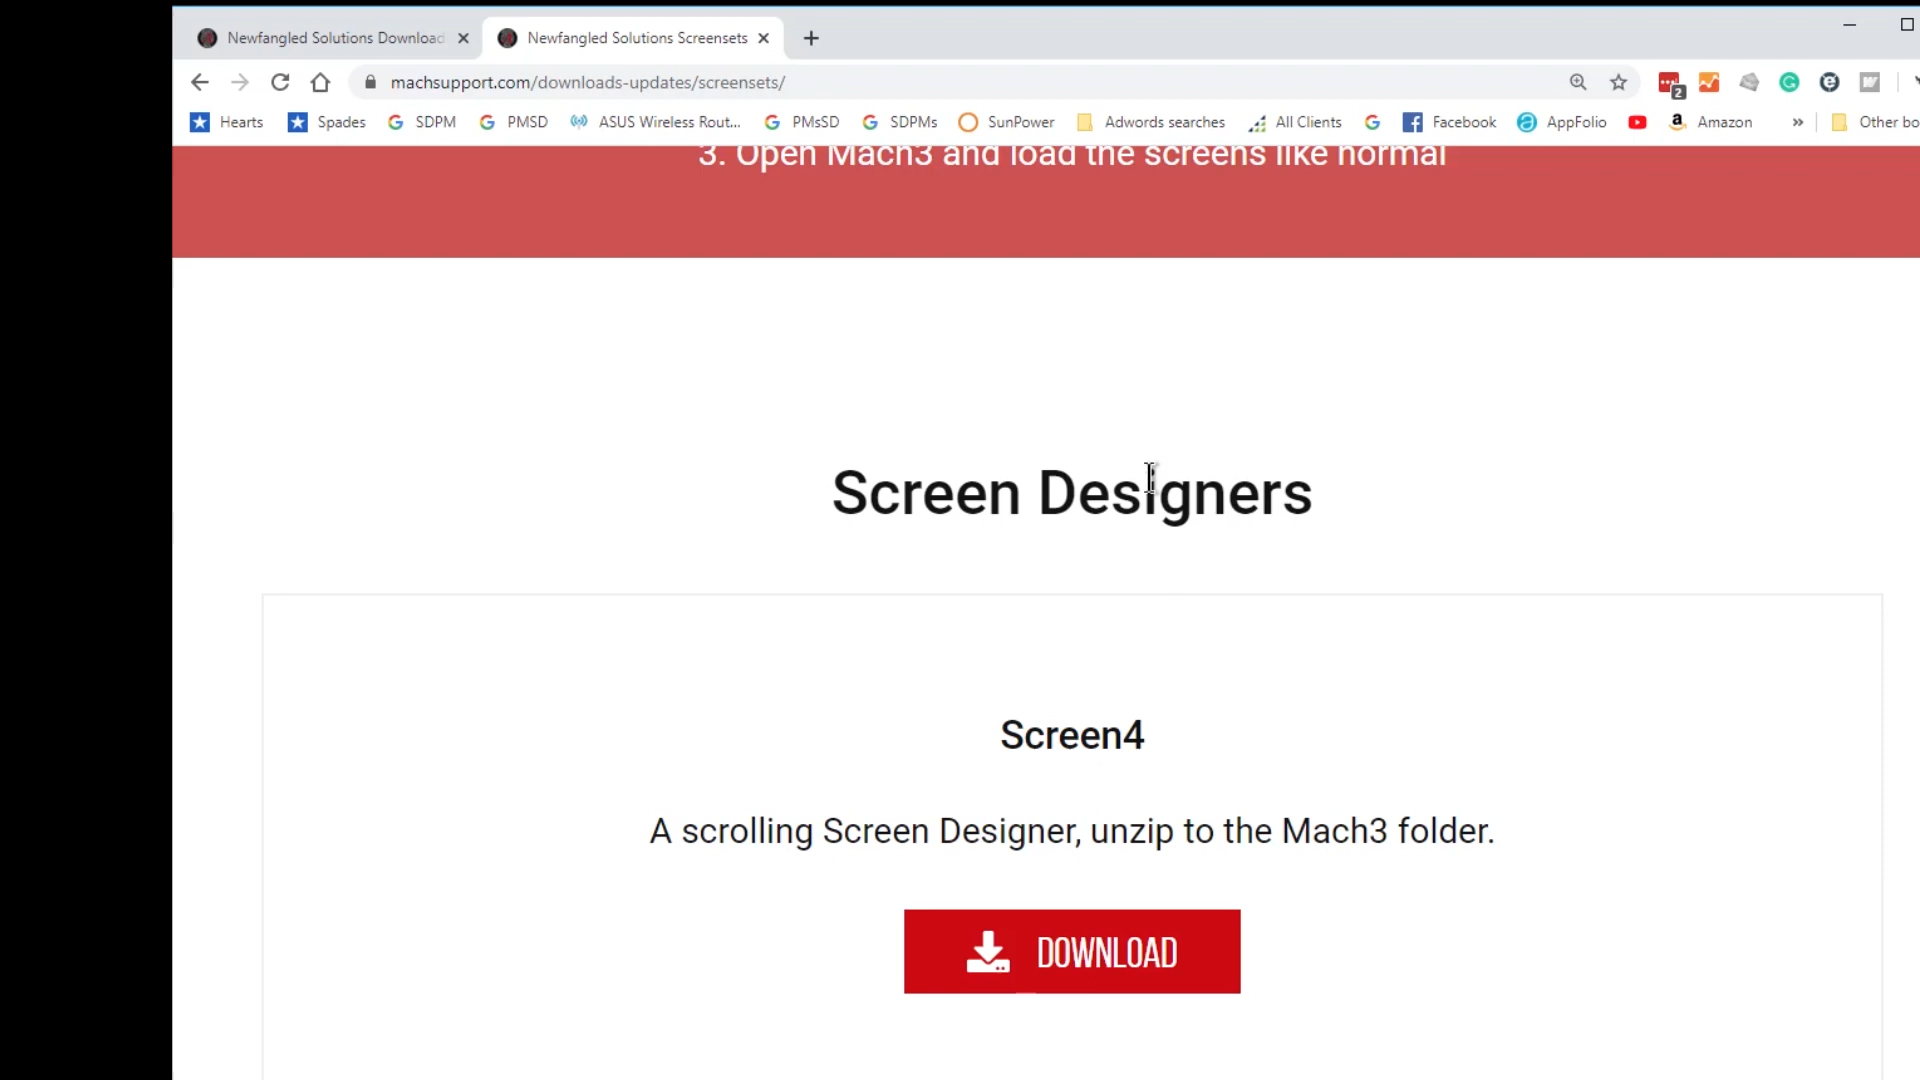 Newfangled Solutions Download
Newfangled Solutions Screensets
machsupport.com/downloads-updates/screensets/
2
Hearts Spades SDPM PMSD ASUS Wireless Rout... PMsSD SDPMs SunPower Adwords searches All Clients Facebook AppFolio Amazon » Other bo
3. Open Mach3 and load the screens like normal
Screen Designers
Screen4
A scrolling Screen Designer, unzip to the Mach3 folder.
DOWNLOAD